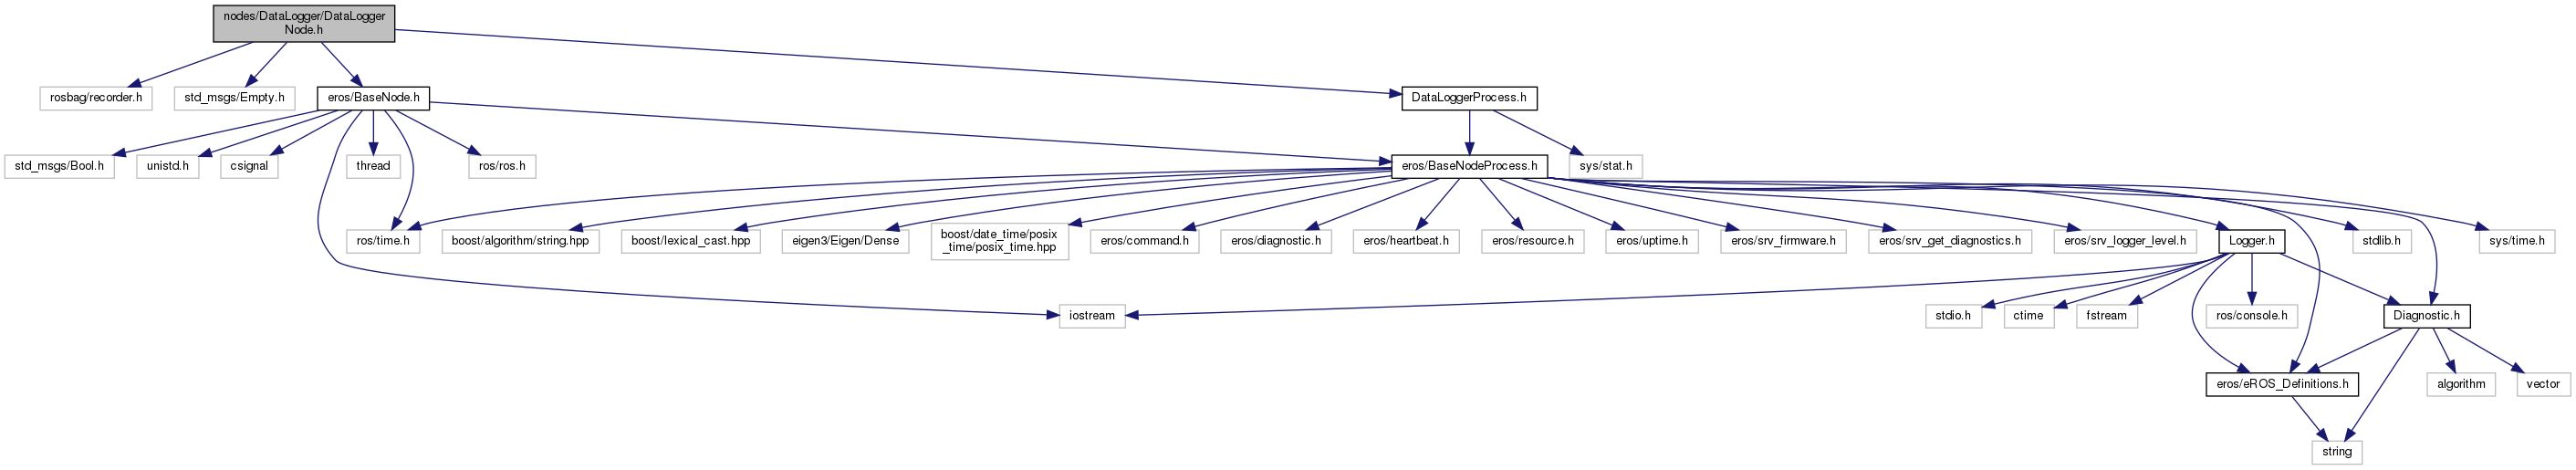 nodes/DataLogger/DataLogger
Node.h
rosbag/recorder.h
std_msgs/Empty.h
eros/BaseNode.h
DataLoggerProcess.h
std_msgs/Bool.h
unistd.h
csignal
thread
ros/ros.h
eros/BaseNodeProcess.h
sys/stat.h
ros/time.h
boost/algorithm/string.hpp
boost/lexical_cast.hpp
eigen3/Eigen/Dense
boost/date_time/posix
_time/posix_time.hpp
eros/command.h
eros/diagnostic.h
eros/heartbeat.h
eros/resource.h
eros/uptime.h
eros/srv_firmware.h
eros/srv_get_diagnostics.h
eros/srv_logger_level.h
Logger.h
stdlib.h
sys/time.h
iostream
stdio.h
ctime
fstream
ros/console.h
Diagnostic.h
eros/eROS_Definitions.h
algorithm
vector
string